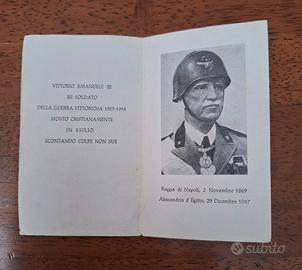 VITTORIO EMANUELE III
RE SOLDATO
DELLA GUERRA VITTORIOSA 1915-1918
MORTO CRISTIANAMENTE
IN ESILIO
SCONTANDO COLPE NON SUE
Reggia di Napoli, 2 Novembre 1869
Alessandria d'Egitto, 29 Dicembre 1947
subito